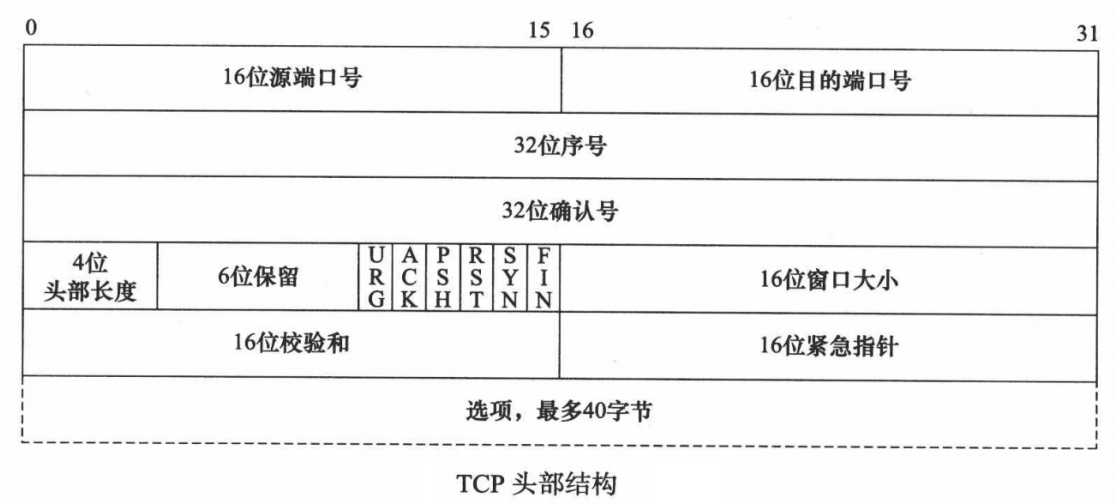 0 15 16 31
16位源端口号 16位目的端口号
32位序号
32位确认号
4位
头部长度 6位保留 URG ACK PSH RST SYN FIN 16位窗口大小
16位校验和 16位紧急指针
选项，最多40字节
TCP 头部结构